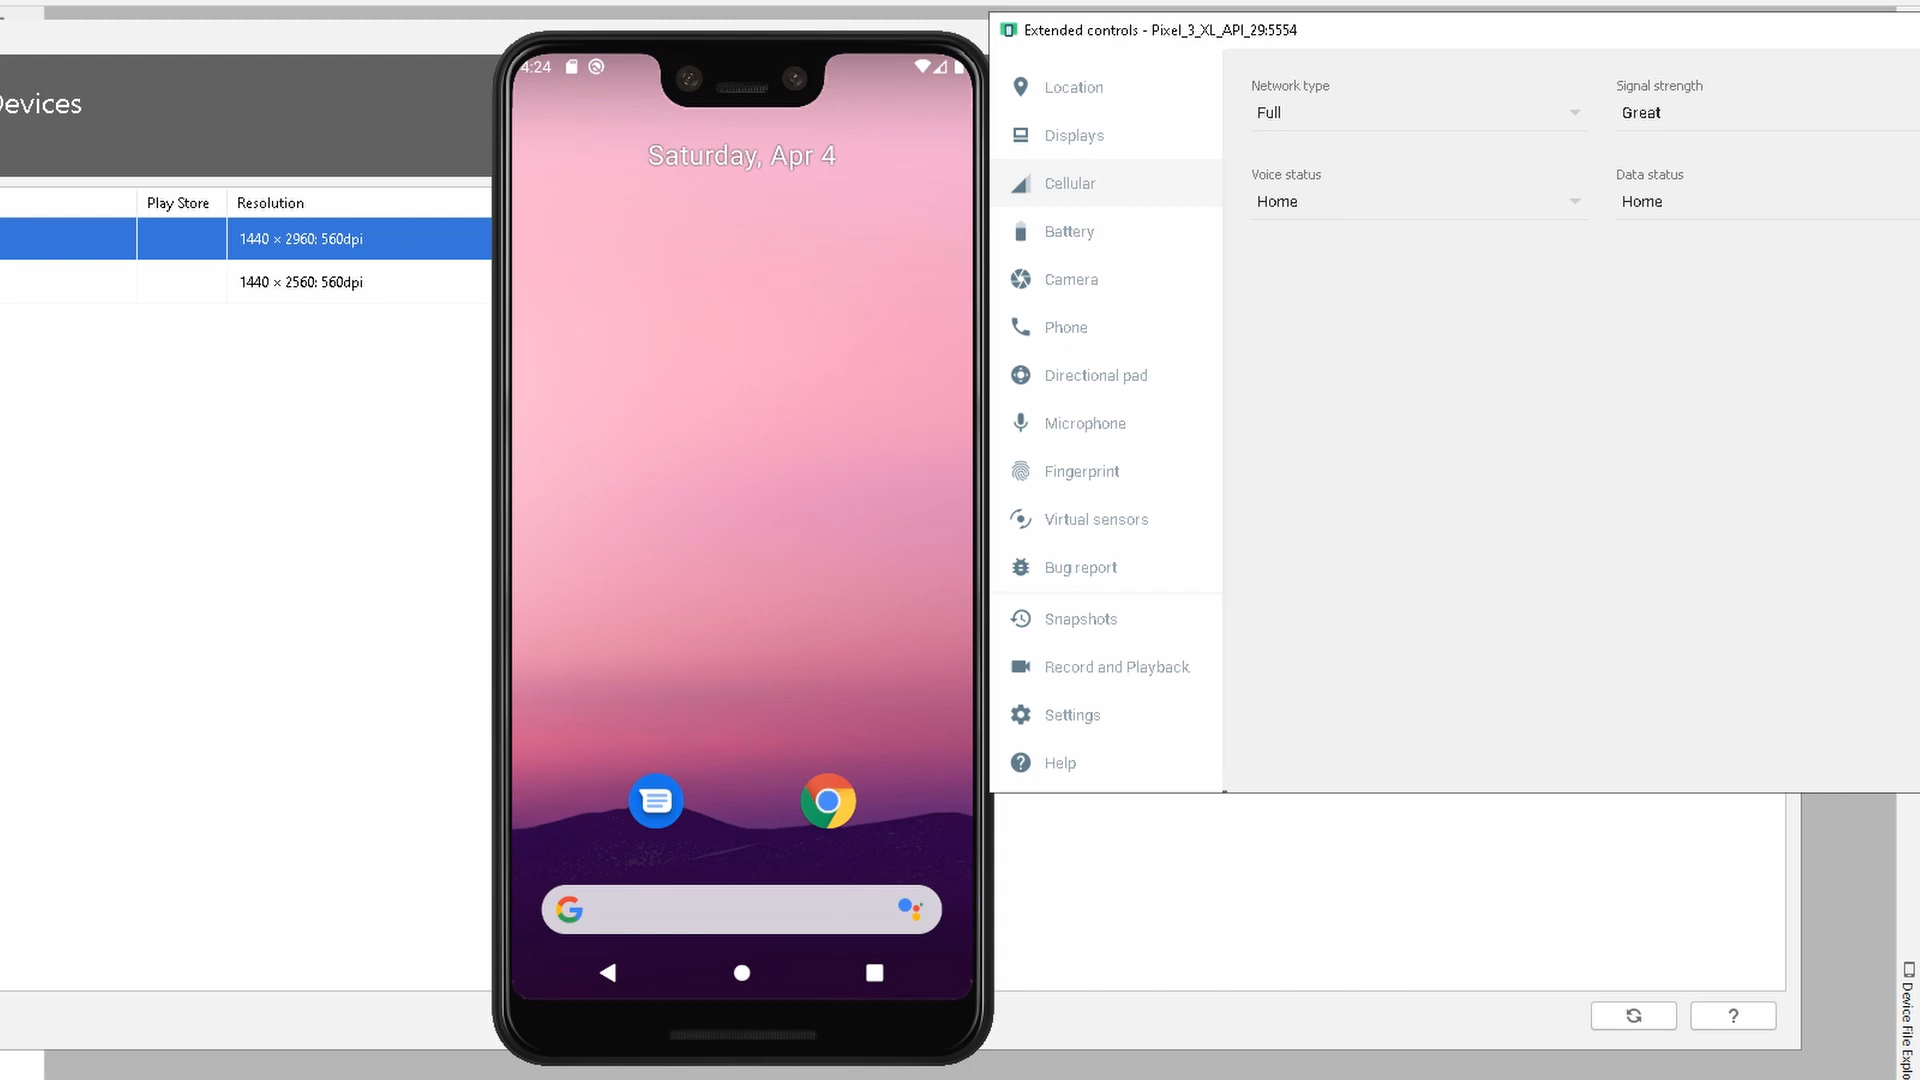 Extended controls - Pixel_3_XL_API_29:5554
Devices
Play Store
Resolution
1440 × 2960: 560dpi
1440 × 2560: 560dpi
4:24
Saturday, Apr 4
Location
Displays
Cellular
Battery
Camera
Phone
Directional pad
Microphone
Fingerprint
Virtual sensors
Bug report
Snapshots
Record and Playback
Settings
Help
Network type
Full
Signal strength
Great
Voice status
Home
Data status
Home
?
Device File Explo